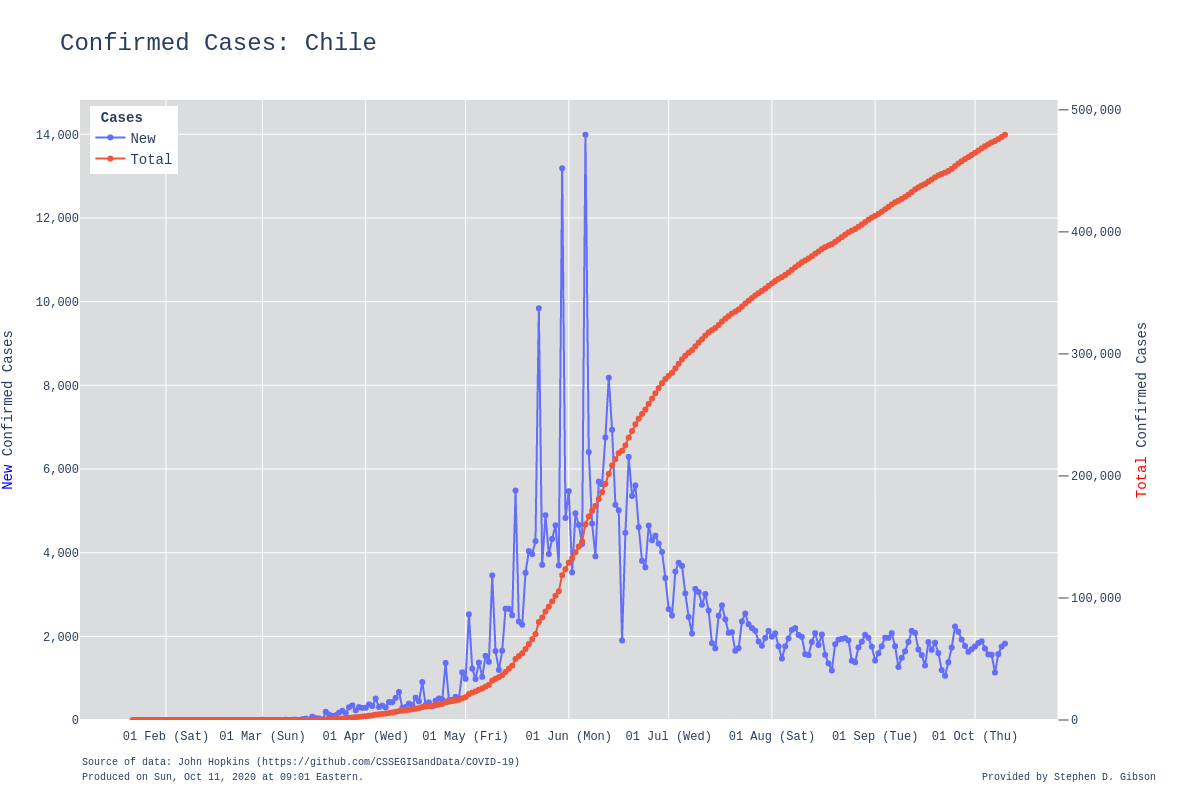 Confirmed Cases: Chile
Cases
New
Total
14,000
12,000
10,000
8,000
6,000
4,000
2,000
0
New Confirmed Cases
500,000
400,000
300,000
200,000
100,000
0
Total Confirmed Cases
01 Feb (Sat) 01 Mar (Sun) 01 Apr (Wed) 01 May (Fri) 01 Jun (Mon) 01 Jul (Wed) 01 Aug (Sat) 01 Sep (Tue) 01 Oct (Thu)
Source of data: John Hopkins (https://github.com/CSSEGISandData/COVID-19)
Produced on Sun, Oct 11, 2020 at 09:01 Eastern.
Provided by Stephen D. Gibson